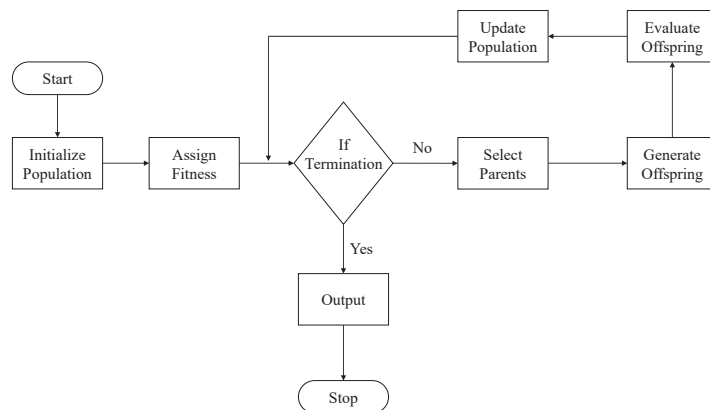 Update
Population
Evaluate
Offspring
Start
Initialize
Population
Assign
Fitness
If
Termination
No
Select
Parents
Generate
Offspring
Yes
Output
Stop